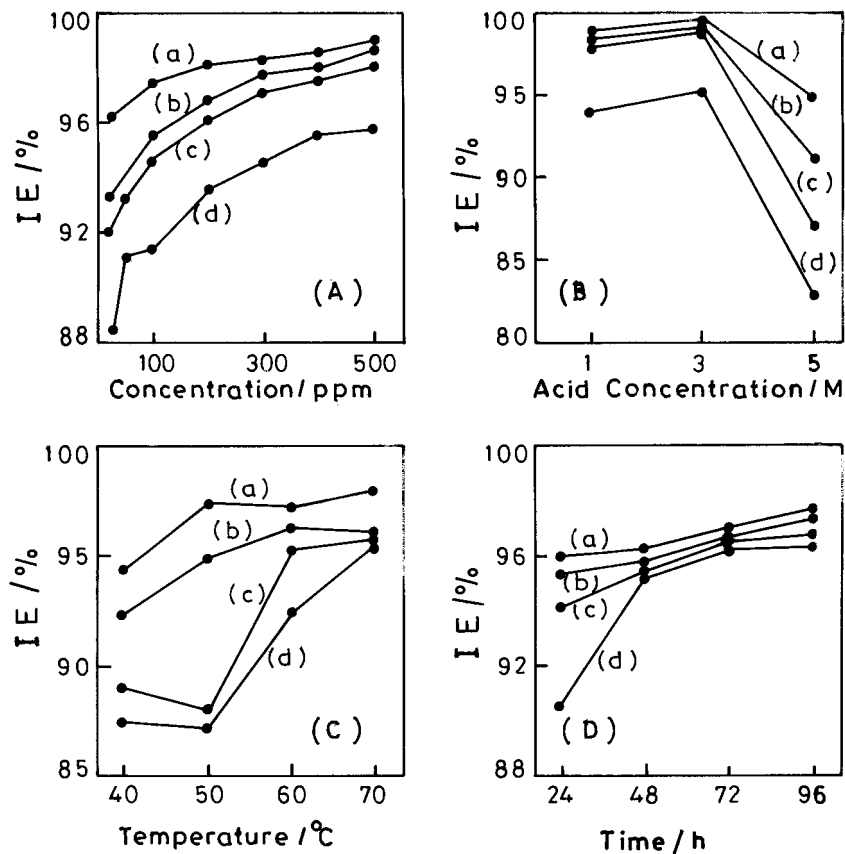 100
96
92
88
IE/%
(a)
(b)
(c)
(d)
(A)
100 300 500
Concentration/ppm
100
95
90
85
80
IE/%
(a)
(b)
(c)
(d)
(B)
1 3 5
Acid Concentration/M
100
95
90
85
IE/%
(a)
(b)
(c)
(d)
(C)
40 50 60 70
Temperature/°C
100
96
92
88
IE/%
(a)
(b)
(c)
(d)
(D)
24 48 72 96
Time/h